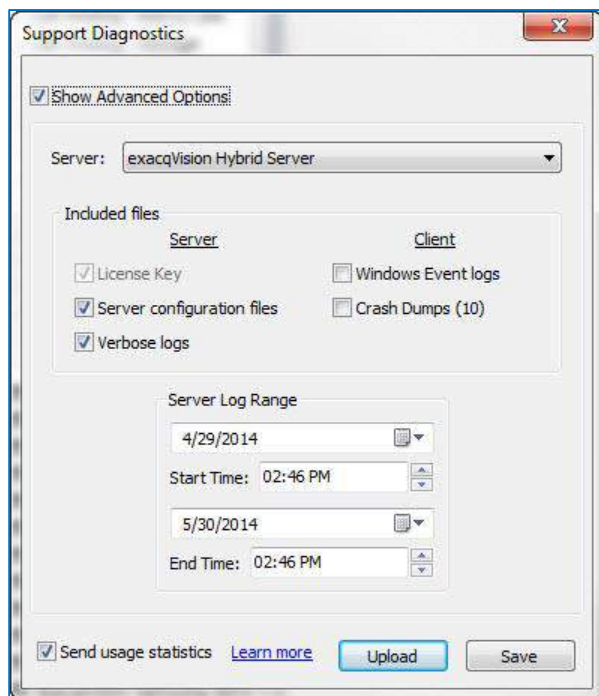 Support Diagnostics
Show Advanced Options
Server: exacqVision Hybrid Server
Included files
Server
Client
License Key
Windows Event logs
Server configuration files
Crash Dumps (10)
Verbose logs
Server Log Range
4/29/2014
Start Time: 02:46 PM
5/30/2014
End Time: 02:46 PM
Send usage statistics Learn more Upload Save